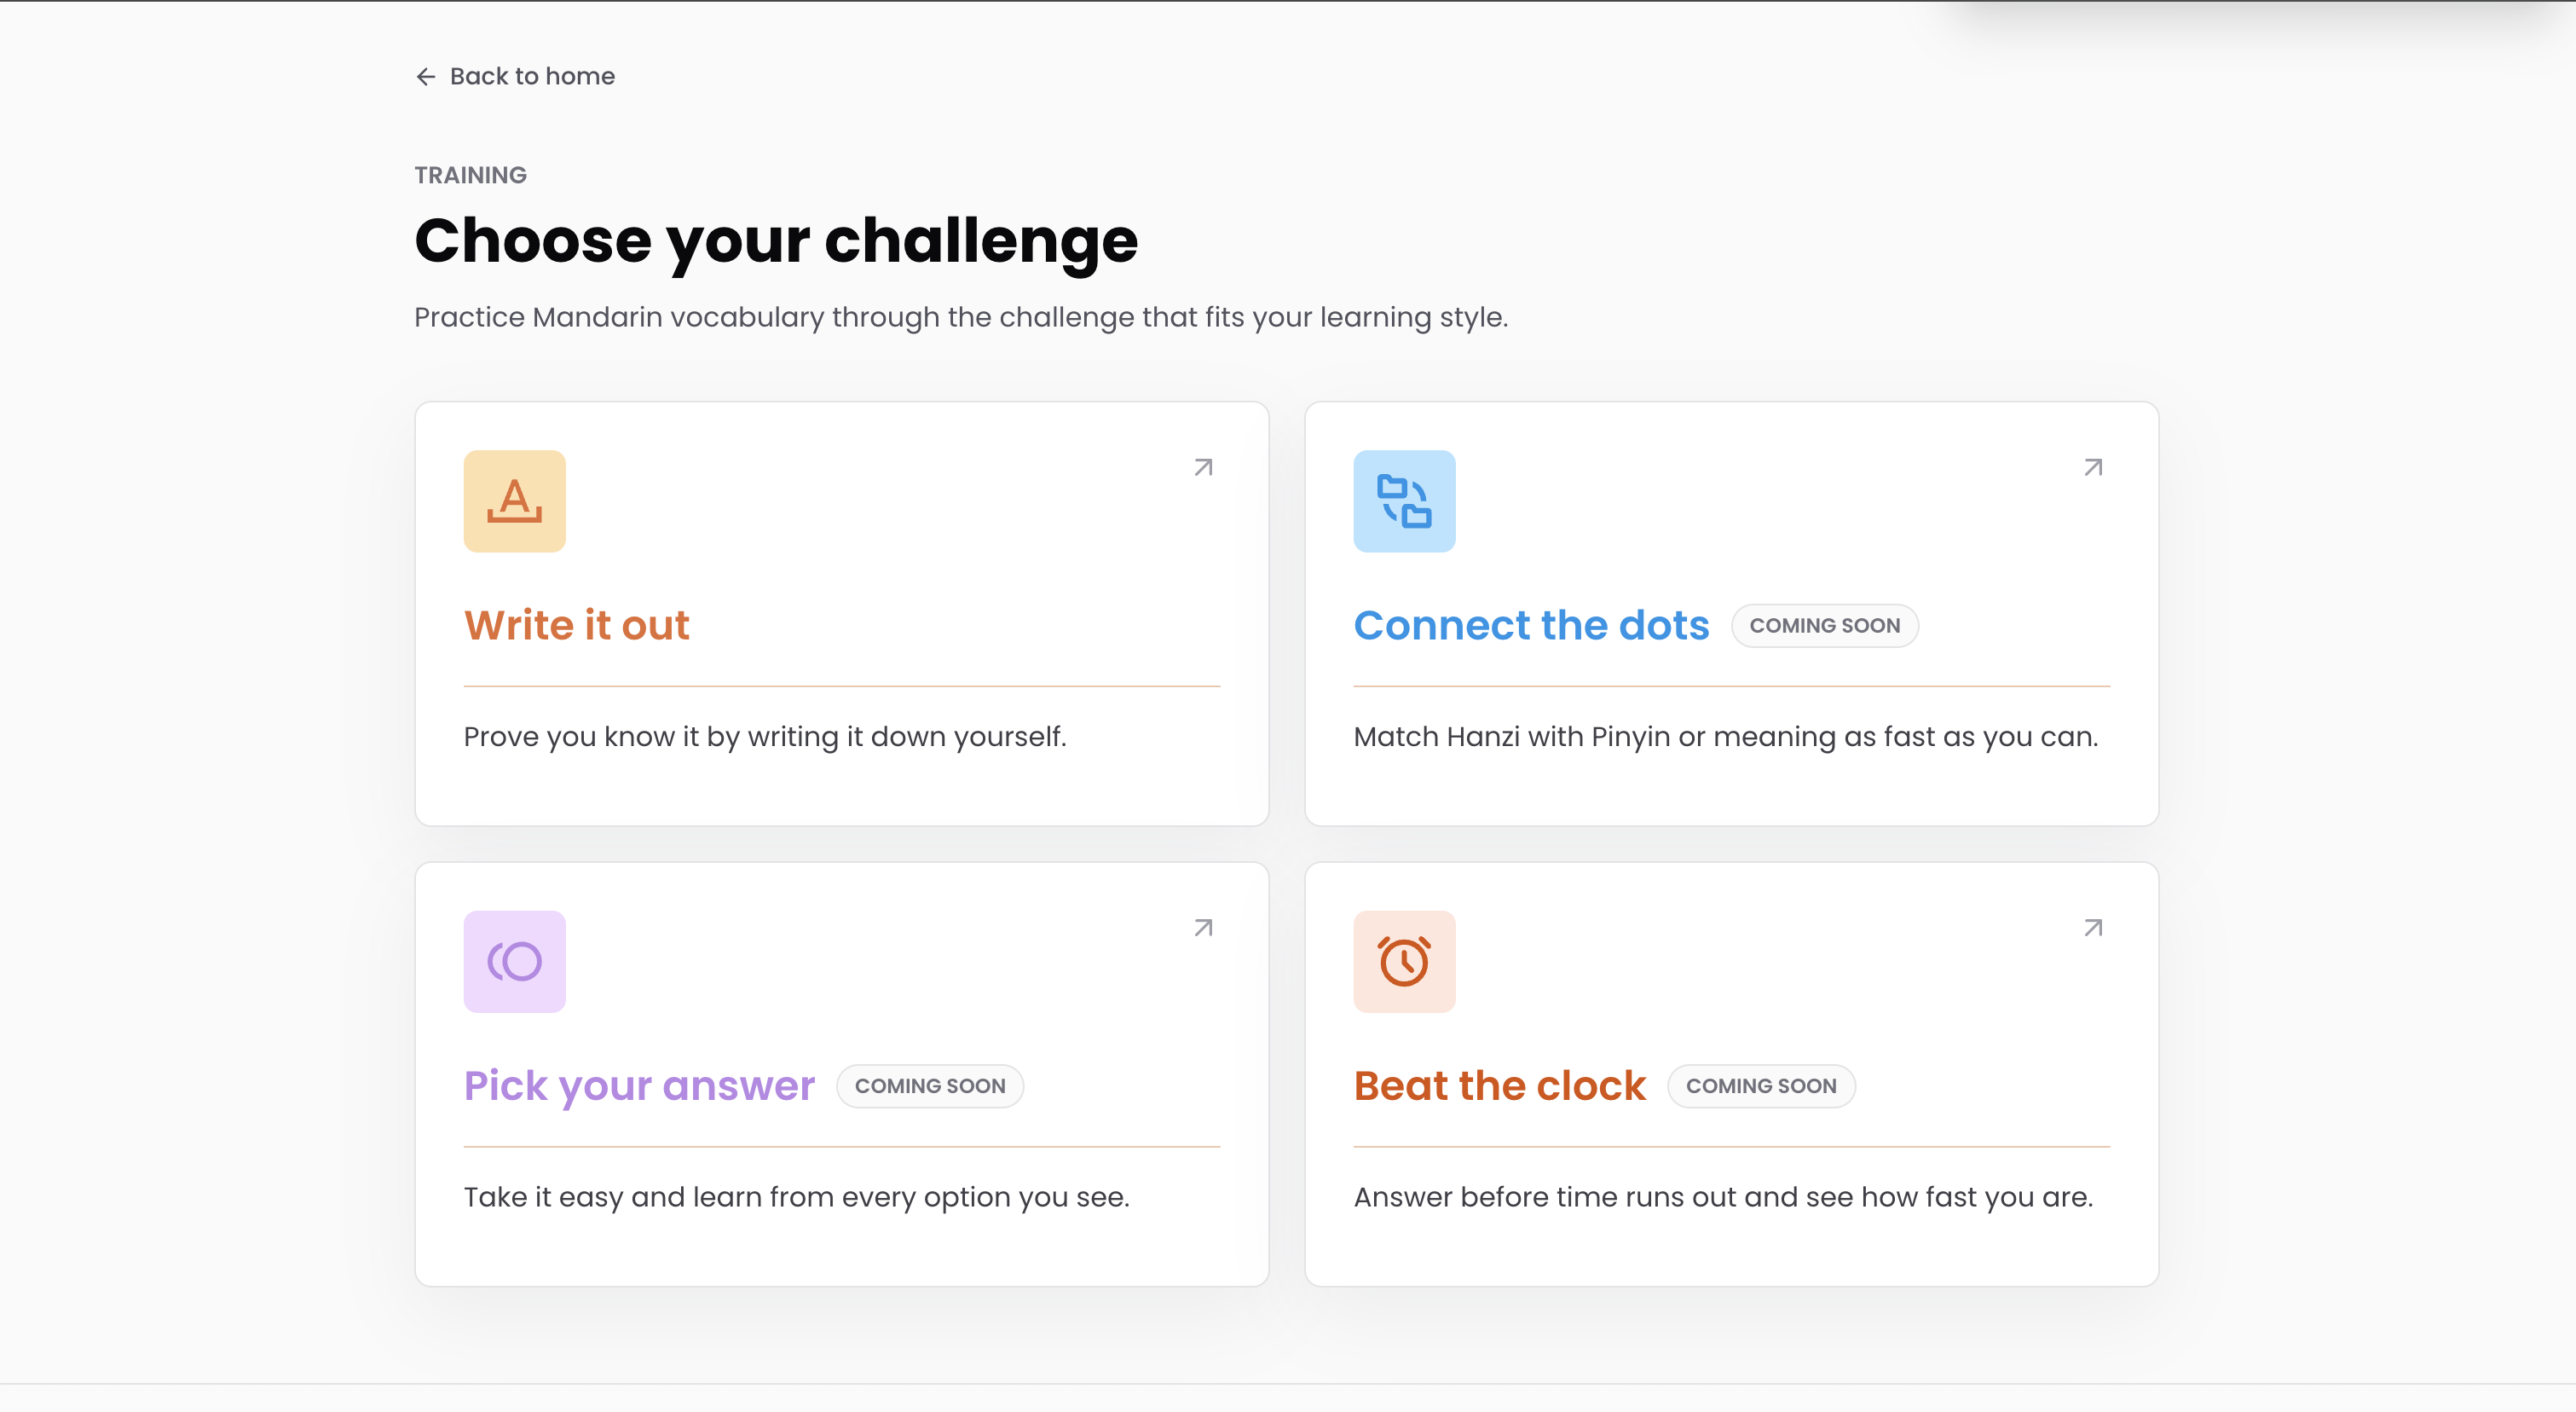 Back to home
TRAINING
Choose your challenge
Practice Mandarin vocabulary through the challenge that fits your learning style.
Write it out
Prove you know it by writing it down yourself.
Connect the dots COMING SOON
Match Hanzi with Pinyin or meaning as fast as you can.
Pick your answer COMING SOON
Take it easy and learn from every option you see.
Beat the clock COMING SOON
Answer before time runs out and see how fast you are.